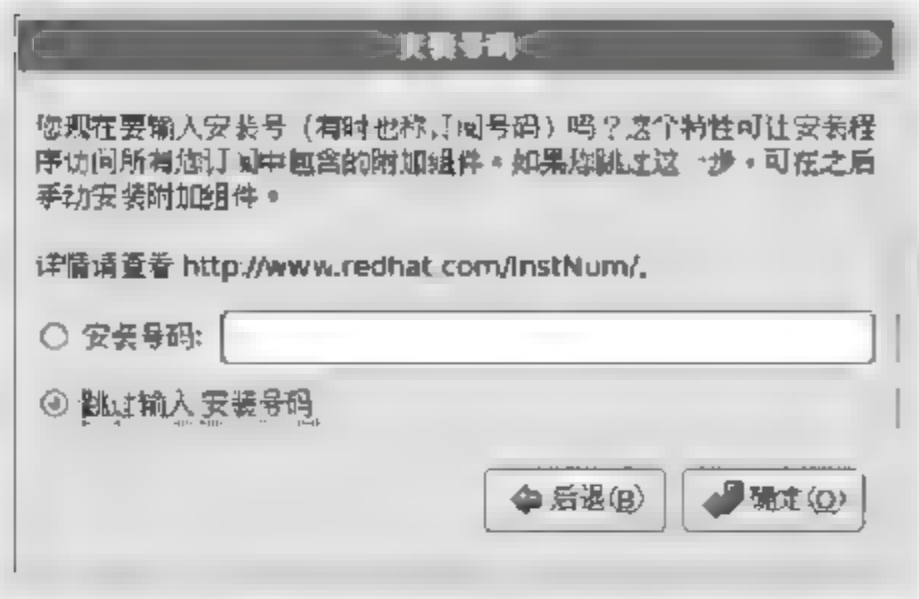 安装号码
您现在要输入安装号（有时也称订阅号码）吗？这个特性可让安装程
序访问所有您订阅中包含的附加组件。如果您跳过这一步，可在之后
手动安装附加组件。
详情请查看 http://www.redhat.com/InstNum/。
安装号码:
跳过输入 安装号码
后退(B)
确定(O)